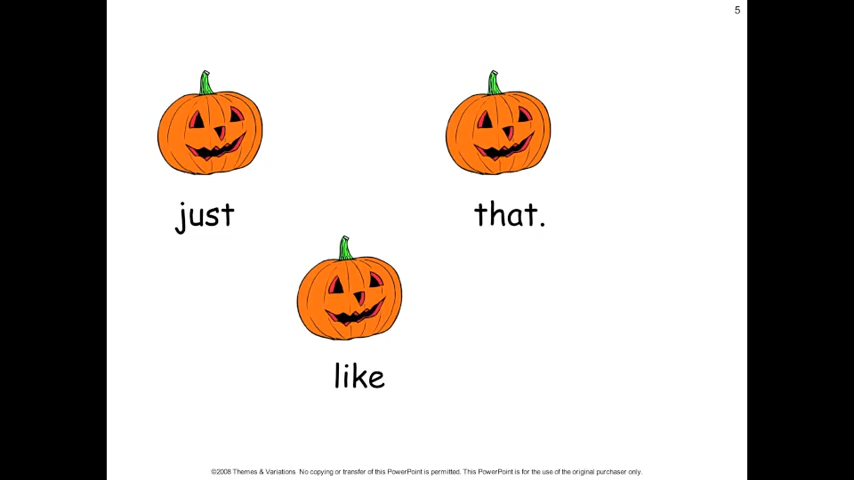 5
just
like
that.
©2008 Themes & Variations No copying or transfer of this PowerPoint is permitted. This PowerPoint is for the use of the original purchaser only.